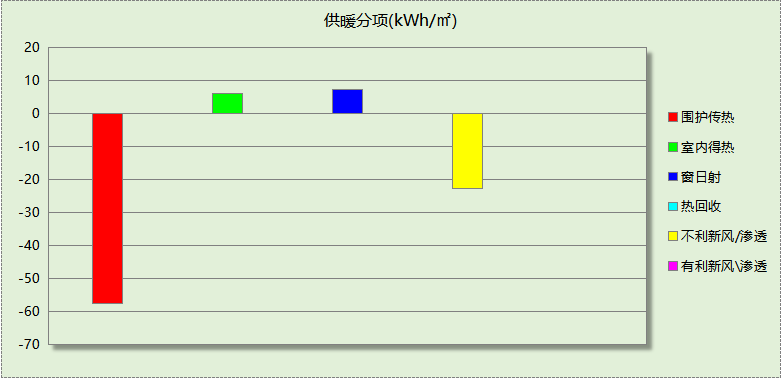 供暖分项(kWh/㎡)
20
10
0
-10
-20
-30
-40
-50
-60
-70
围护传热
室内得热
窗日射
热回收
不利新风/渗透
有利新风\渗透